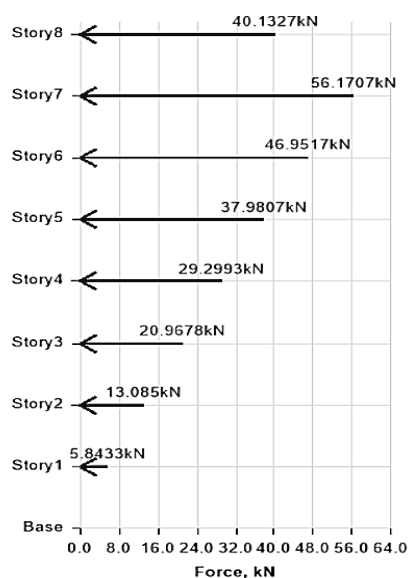 40.1327kN
Story8
56.1707kN
Story7
46.9517kN
Story6
37.9807kN
Story5
29.2993kN
Story4
20.9678kN
Story3
13.085kN
Story2
5.8433kN
Story1
Base
0.0 8.0 16.0 24.0 32.0 40.0 48.0 56.0 64.0
Force, kN